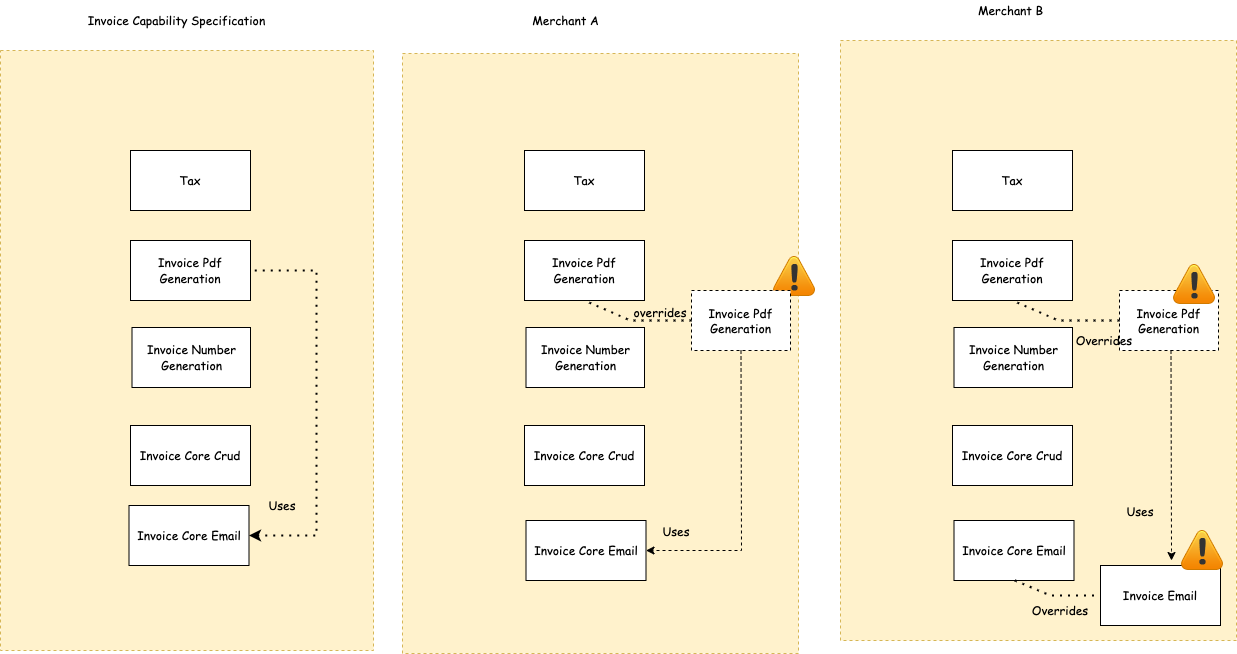 Invoice Capability Specification
Tax
Invoice Pdf
Generation
Invoice Number
Generation
Invoice Core Crud
Uses
Invoice Core Email
Merchant A
Tax
Invoice Pdf
Generation
overrides
Invoice Pdf
Generation
Invoice Number
Generation
Invoice Core Crud
Uses
Invoice Core Email
Merchant B
Tax
Invoice Pdf
Generation
Invoice Pdf
Generation
Overrides
Invoice Number
Generation
Invoice Core Crud
Uses
Invoice Core Email
Invoice Email
Overrides